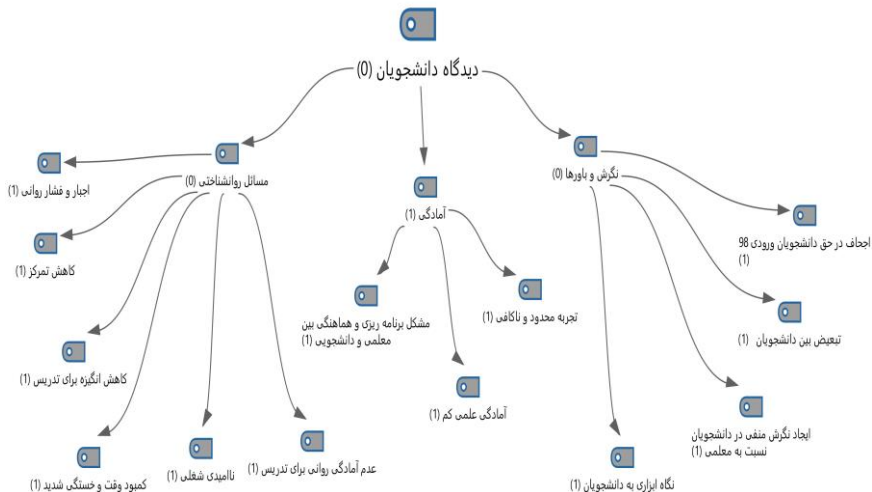 دیدگاه دانشجویان (0)
مسائل روانشناختی (0)
آمادگی (1)
نگرش و باورها (0)
اجبار و فشار روانی (1)
کاهش تمرکز (1)
کاهش انگیزه برای تدریس (1)
کمبود وقت و خستگی شدید (1)
ناامیدی شغلی (1)
عدم آمادگی روانی برای تدریس (1)
مشکل برنامه ریزی و هماهنگی بین
معلمی و دانشجویی (1)
آمادگی علمی کم (1)
تجربه محدود و ناکافی (1)
اجحاف در حق دانشجویان ورودی 98
(1)
تبعیض بین دانشجویان (1)
ایجاد نگرش منفی در دانشجویان
نسبت به معلمی (1)
نگاه ابزاری به دانشجویان (1)